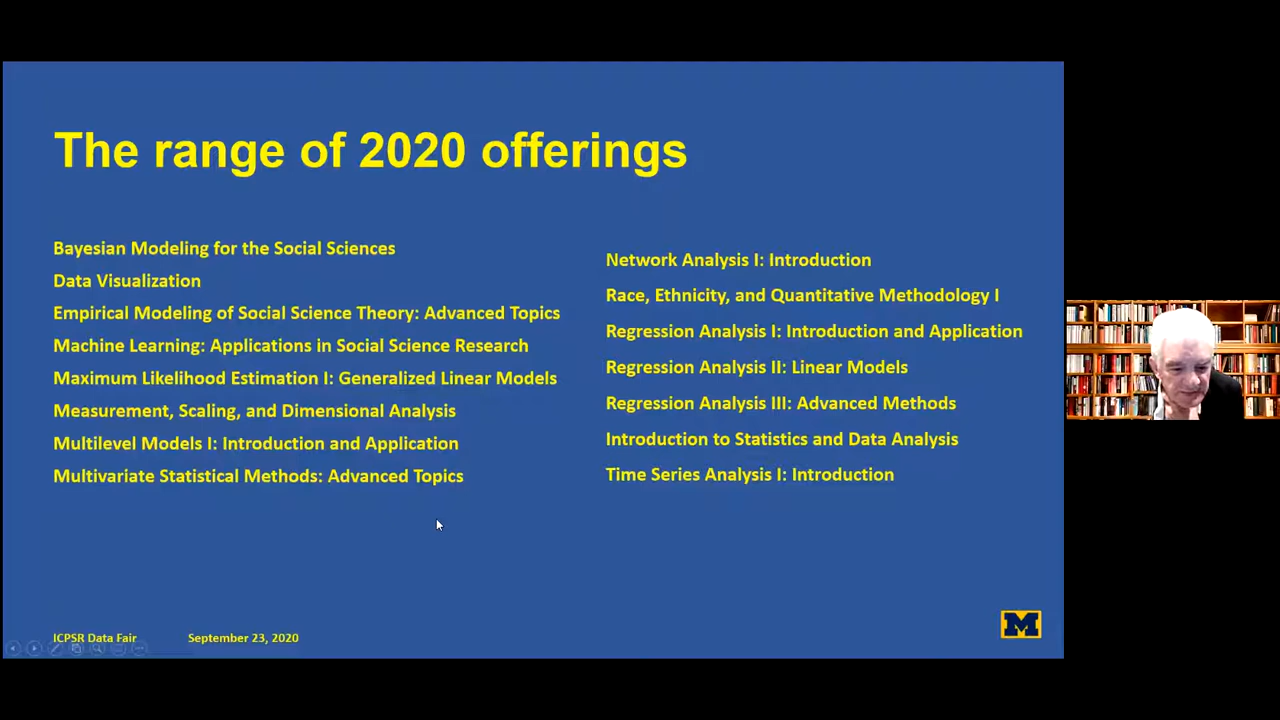 The range of 2020 offerings
Bayesian Modeling for the Social Sciences
Data Visualization
Empirical Modeling of Social Science Theory: Advanced Topics
Machine Learning: Applications in Social Science Research
Maximum Likelihood Estimation I: Generalized Linear Models
Measurement, Scaling, and Dimensional Analysis
Multilevel Models I: Introduction and Application
Multivariate Statistical Methods: Advanced Topics
Network Analysis I: Introduction
Race, Ethnicity, and Quantitative Methodology I
Regression Analysis I: Introduction and Application
Regression Analysis II: Linear Models
Regression Analysis III: Advanced Methods
Introduction to Statistics and Data Analysis
Time Series Analysis I: Introduction
ICPSR Data Fair September 23, 2020
M